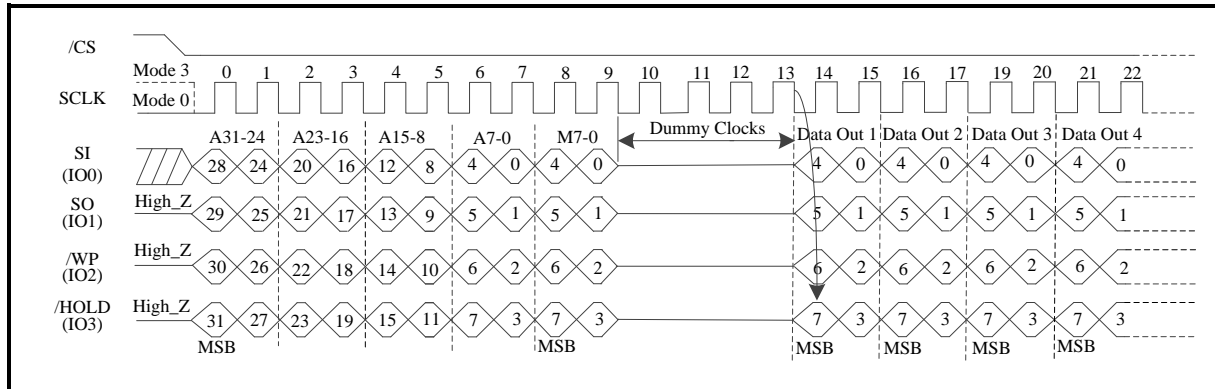 /CS
Mode 3 0 1 2 3 4 5 6 7 8 9 10 11 12 13 14 15 16 17 19 20 21 22
SCLK Mode 0
A31-24 A23-16 A15-8 A7-0 M7-0 Dummy Clocks Data Out 1 Data Out 2 Data Out 3 Data Out 4
SI
(IO0) 28 24 20 16 12 8 4 0 4 0 4 0 4 0 4 0 4 0
SO High_Z
(IO1) 29 25 21 17 13 9 5 1 5 1 5 1 5 1 5 1 5 1
/WP High_Z
(IO2) 30 26 22 18 14 10 6 2 6 2 6 2 6 2 6 2 6 2
/HOLD High_Z
(IO3) 31 27 23 19 15 11 7 3 7 3 7 3 7 3 7 3 7 3
MSB MSB MSB MSB MSB MSB